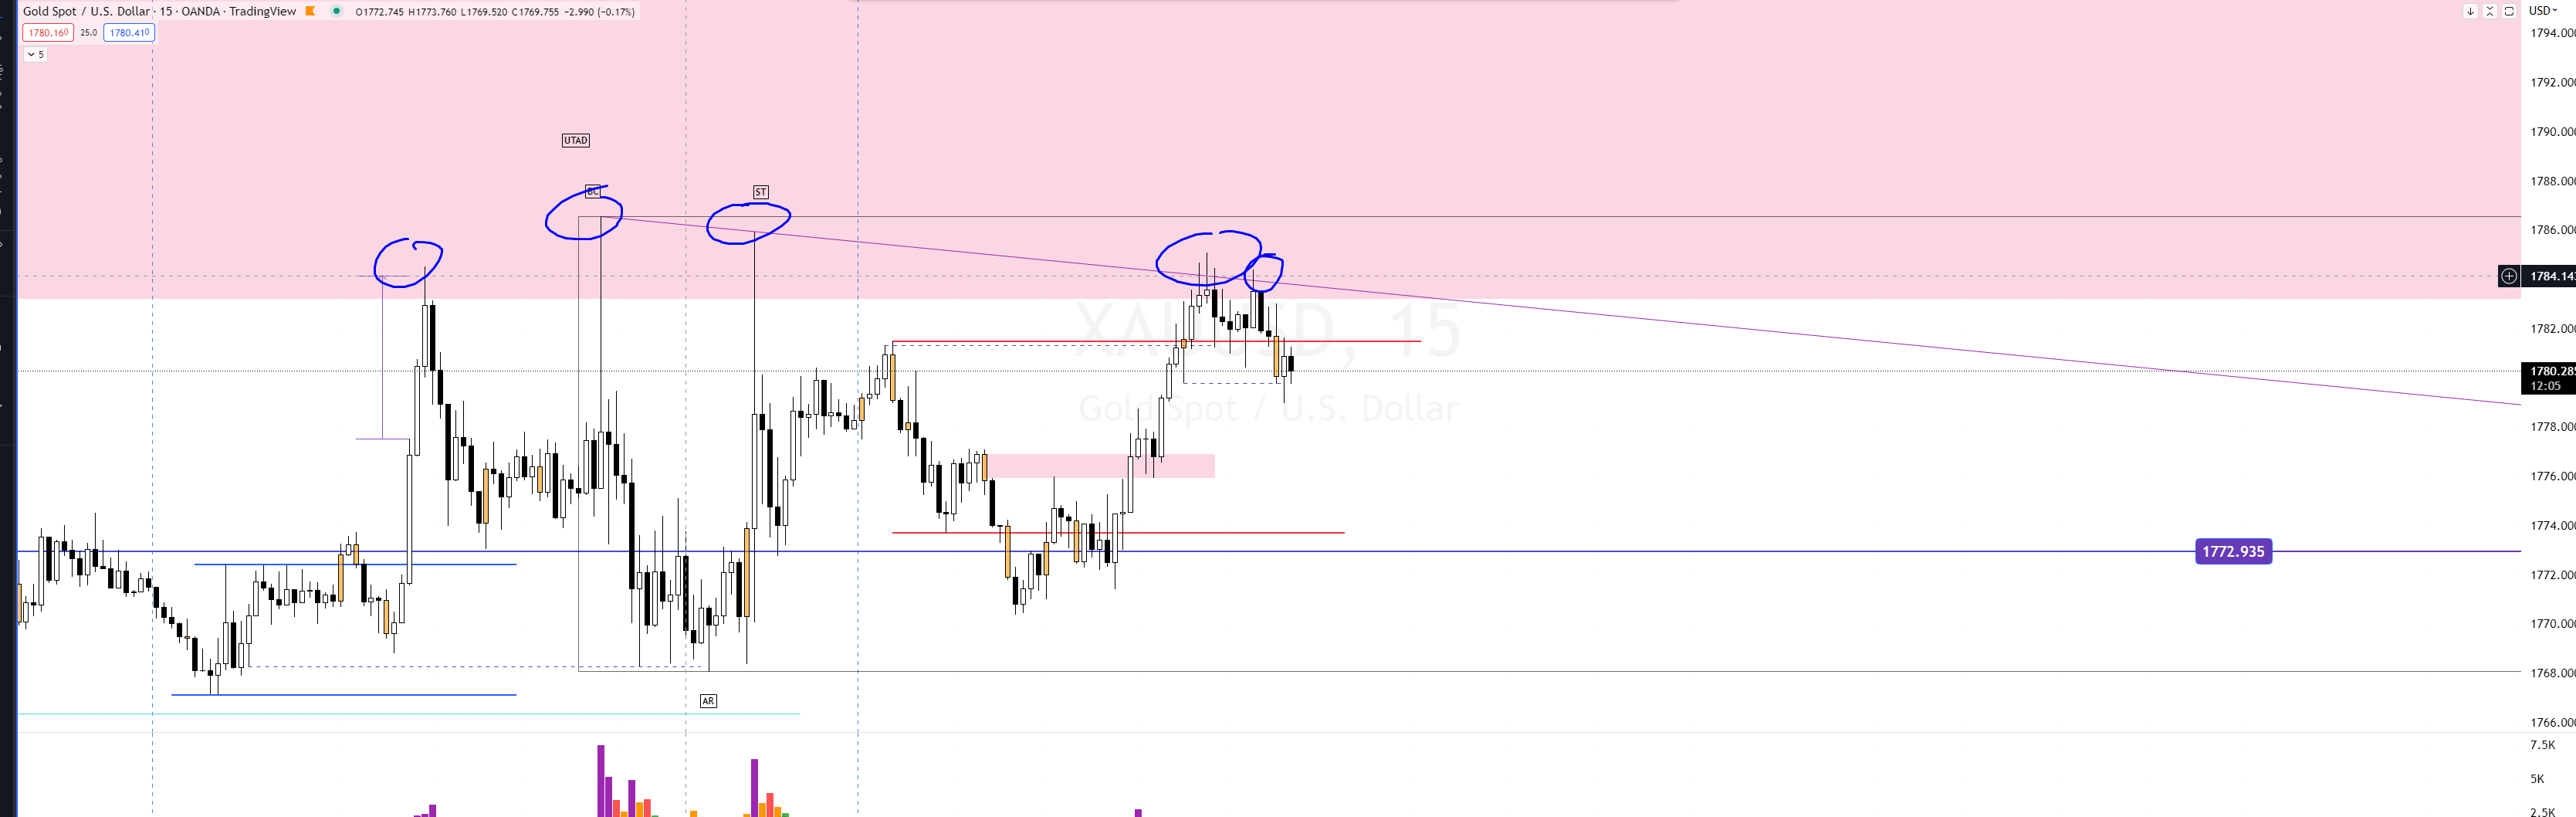 Gold Spot / U.S. Dollar · 15 · OANDA · TradingView O1772.745 H1773.760 L1769.520 C1769.755 −2.990 (−0.17%)
USD
1780.160 25.0 1780.410
5
1794.000
1792.000
UTAD
1790.000
1788.000
BC
ST
1786.000
1784.143
XAUUSD, 15
1782.000
1780.285
12:05
Gold Spot / U.S. Dollar
1778.000
1776.000
1774.000
1772.935
1772.000
1770.000
1768.000
AR
1766.000
7.5K
5K
2.5K